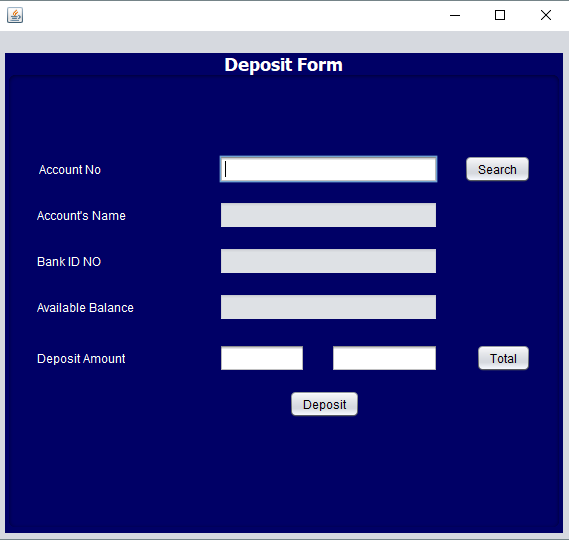 Deposit Form
Account No
Search
Account's Name
Bank ID NO
Available Balance
Deposit Amount
Total
Deposit